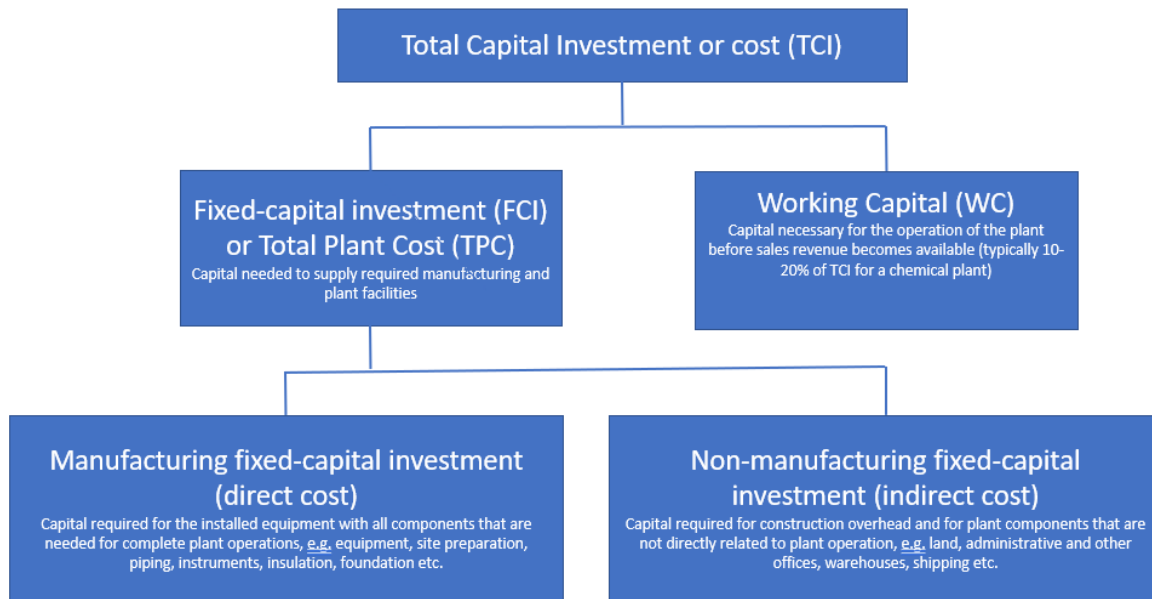 Total Capital Investment or cost (TCI)
Fixed-capital investment (FCI)
or Total Plant Cost (TPC)
Capital needed to supply required manufacturing and
plant facilities
Working Capital (WC)
Capital necessary for the operation of the plant
before sales revenue becomes available (typically 10-
20% of TCI for a chemical plant)
Manufacturing fixed-capital investment
(direct cost)
Capital required for the installed equipment with all components that are
needed for complete plant operations, e.g. equipment, site preparation,
piping, instruments, insulation, foundation etc.
Non-manufacturing fixed-capital
investment (indirect cost)
Capital required for construction overhead and for plant components that are
not directly related to plant operation, e.g. land, administrative and other
offices, warehouses, shipping etc.